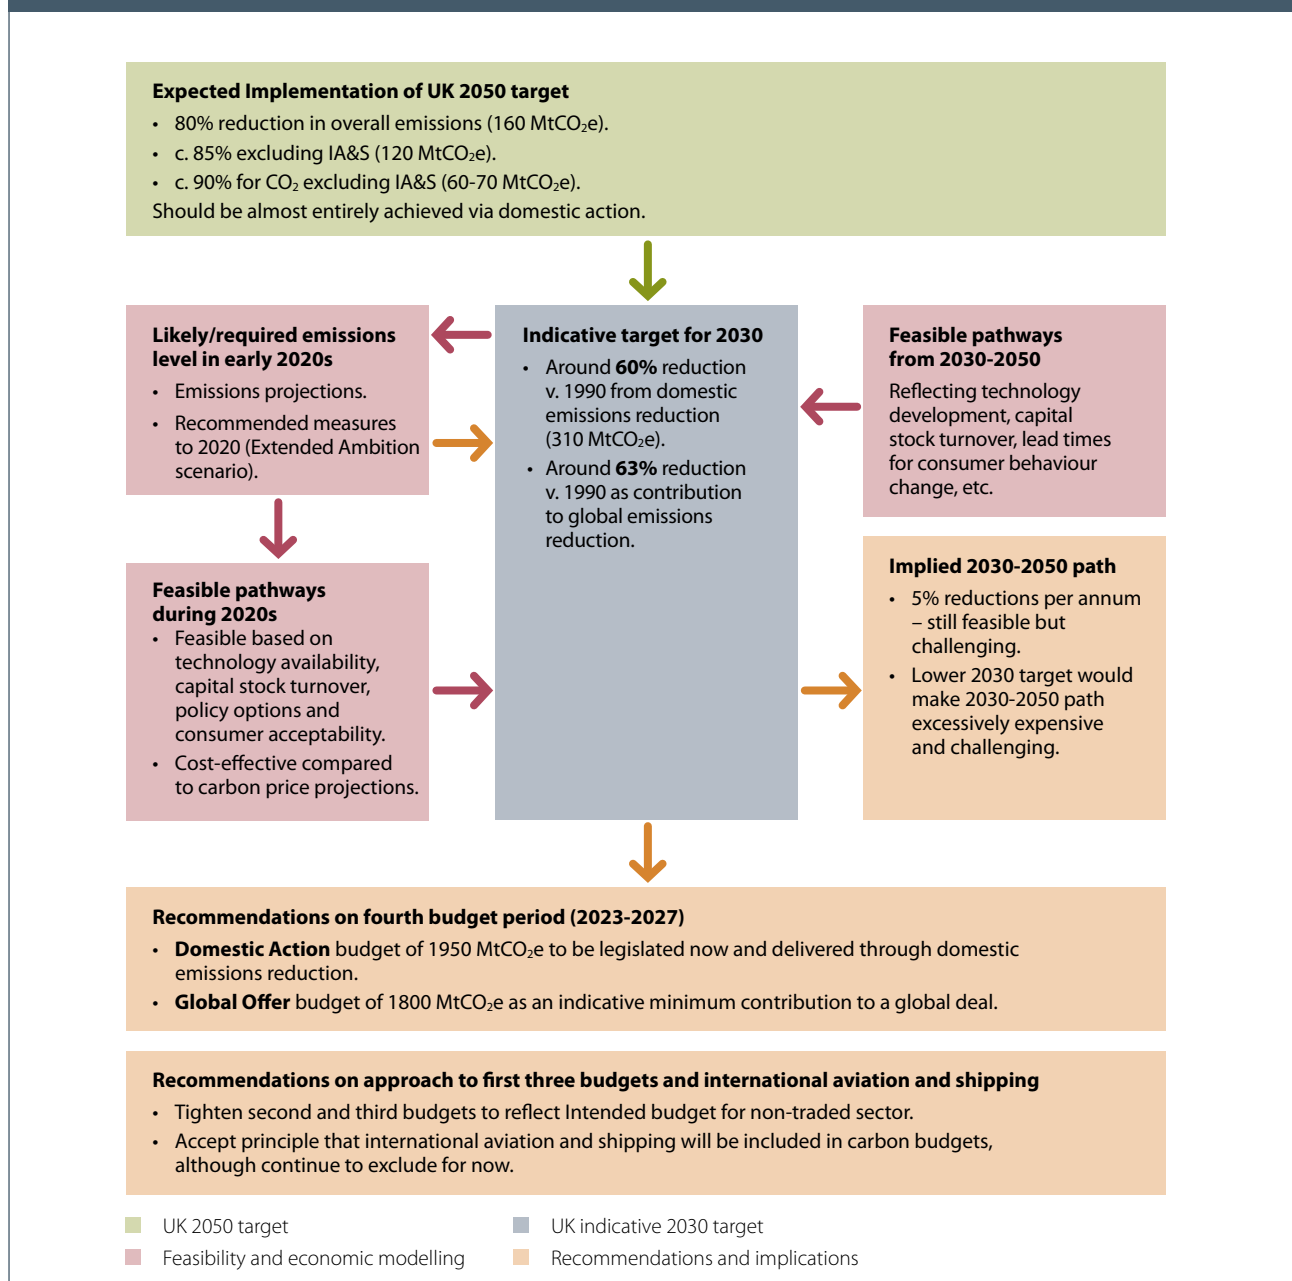 Expected Implementation of UK 2050 target
• 80% reduction in overall emissions (160 MtCO₂e).
• c. 85% excluding IA&S (120 MtCO₂e).
• c. 90% for CO₂ excluding IA&S (60-70 MtCO₂e).
Should be almost entirely achieved via domestic action.
Likely/required emissions
level in early 2020s
• Emissions projections.
• Recommended measures
to 2020 (Extended Ambition
scenario).
Feasible pathways
during 2020s
• Feasible based on
technology availability,
capital stock turnover,
policy options and
consumer acceptability.
• Cost-effective compared
to carbon price projections.
Indicative target for 2030
• Around 60% reduction
v. 1990 from domestic
emissions reduction
(310 MtCO₂e).
• Around 63% reduction
v. 1990 as contribution
to global emissions
reduction.
Feasible pathways
from 2030-2050
Reflecting technology
development, capital
stock turnover, lead times
for consumer behaviour
change, etc.
Implied 2030-2050 path
• 5% reductions per annum
– still feasible but
challenging.
• Lower 2030 target would
make 2030-2050 path
excessively expensive
and challenging.
Recommendations on fourth budget period (2023-2027)
• Domestic Action budget of 1950 MtCO₂e to be legislated now and delivered through domestic
emissions reduction.
• Global Offer budget of 1800 MtCO₂e as an indicative minimum contribution to a global deal.
Recommendations on approach to first three budgets and international aviation and shipping
• Tighten second and third budgets to reflect Intended budget for non-traded sector.
• Accept principle that international aviation and shipping will be included in carbon budgets,
although continue to exclude for now.
UK 2050 target
UK indicative 2030 target
Feasibility and economic modelling
Recommendations and implications